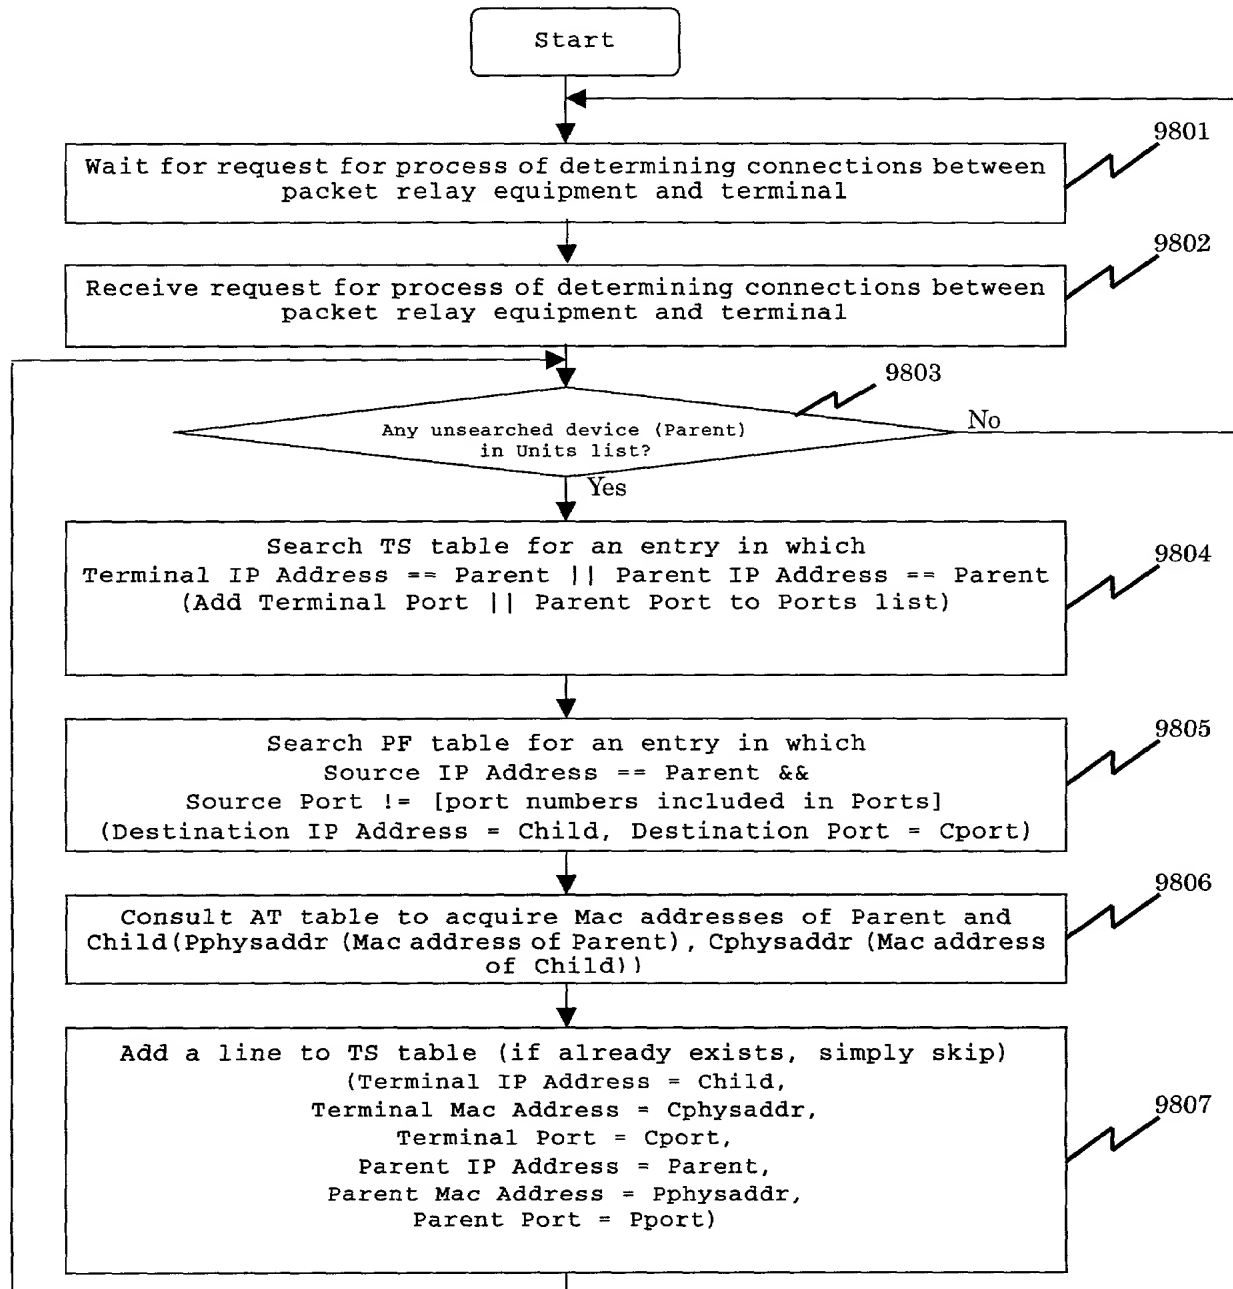 Start
9801
Wait for request for process of determining connections between
packet relay equipment and terminal
9802
Receive request for process of determining connections between
packet relay equipment and terminal
9803
Any unsearched device (Parent)
in Units list?
No
Yes
9804
Search TS table for an entry in which
Terminal IP Address == Parent || Parent IP Address == Parent
(Add Terminal Port || Parent Port to Ports list)
9805
Search PF table for an entry in which
Source IP Address == Parent &&
Source Port != [port numbers included in Ports]
(Destination IP Address = Child, Destination Port = Cport)
9806
Consult AT table to acquire Mac addresses of Parent and
Child(Pphysaddr (Mac address of Parent), Cphysaddr (Mac address
of Child))
9807
Add a line to TS table (if already exists, simply skip)
(Terminal IP Address = Child,
Terminal Mac Address = Cphysaddr,
Terminal Port = Cport,
Parent IP Address = Parent,
Parent Mac Address = Pphysaddr,
Parent Port = Pport)